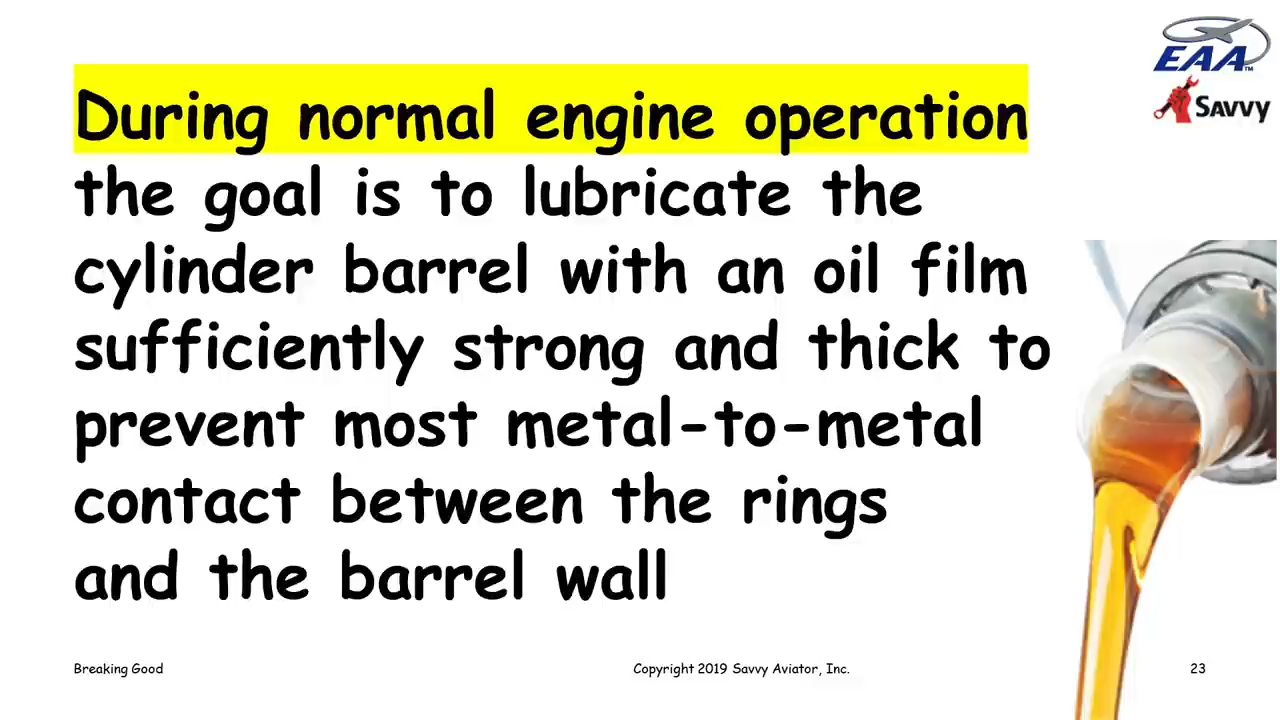 EAA™
Savvy
During normal engine operation
the goal is to lubricate the
cylinder barrel with an oil film
sufficiently strong and thick to
prevent most metal-to-metal
contact between the rings
and the barrel wall
Breaking Good
Copyright 2019 Savvy Aviator, Inc.
23